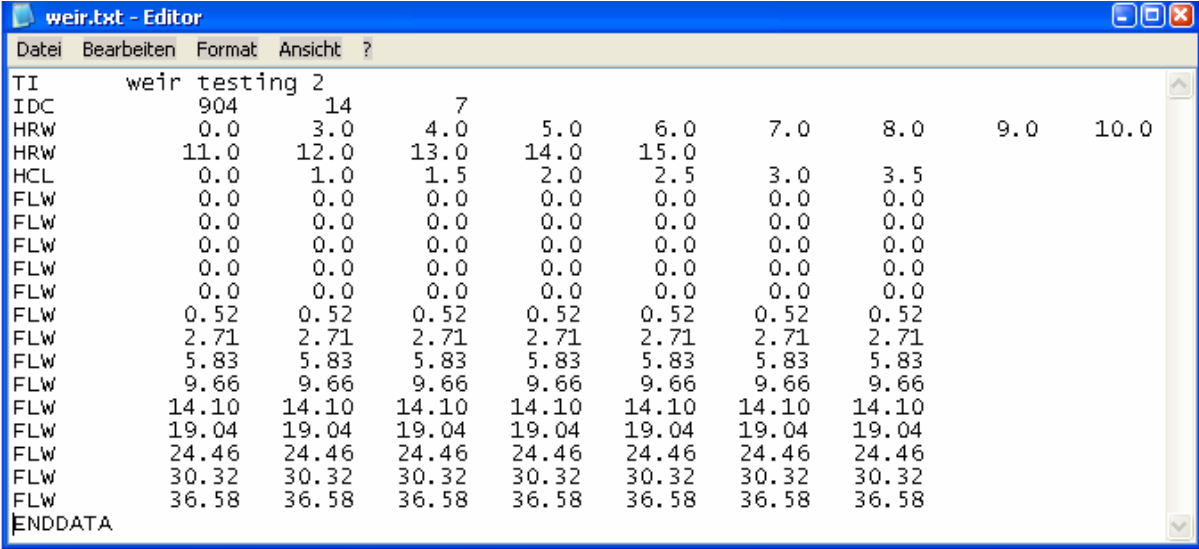 weir.txt - Editor
Datei Bearbeiten Format Ansicht ?
TI weir testing 2
IDC 904 14 7
HRW 0.0 3.0 4.0 5.0 6.0 7.0 8.0 9.0 10.0
HRW 11.0 12.0 13.0 14.0 15.0
HCL 0.0 1.0 1.5 2.0 2.5 3.0 3.5
FLW 0.0 0.0 0.0 0.0 0.0 0.0 0.0
FLW 0.0 0.0 0.0 0.0 0.0 0.0 0.0
FLW 0.0 0.0 0.0 0.0 0.0 0.0 0.0
FLW 0.0 0.0 0.0 0.0 0.0 0.0 0.0
FLW 0.0 0.0 0.0 0.0 0.0 0.0 0.0
FLW 0.52 0.52 0.52 0.52 0.52 0.52 0.52
FLW 2.71 2.71 2.71 2.71 2.71 2.71 2.71
FLW 5.83 5.83 5.83 5.83 5.83 5.83 5.83
FLW 9.66 9.66 9.66 9.66 9.66 9.66 9.66
FLW 14.10 14.10 14.10 14.10 14.10 14.10 14.10
FLW 19.04 19.04 19.04 19.04 19.04 19.04 19.04
FLW 24.46 24.46 24.46 24.46 24.46 24.46 24.46
FLW 30.32 30.32 30.32 30.32 30.32 30.32 30.32
FLW 36.58 36.58 36.58 36.58 36.58 36.58 36.58
ENDDATA